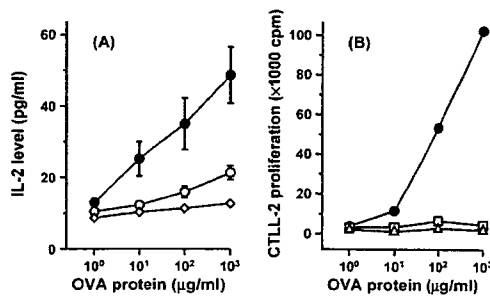 (A)
IL-2 level (pg/ml)
60
40
20
0
10⁰ 10¹ 10² 10³
OVA protein (µg/ml)
(B)
CTLL-2 proliferation (×1000 cpm)
100
80
60
40
20
0
10⁰ 10¹ 10² 10³
OVA protein (µg/ml)